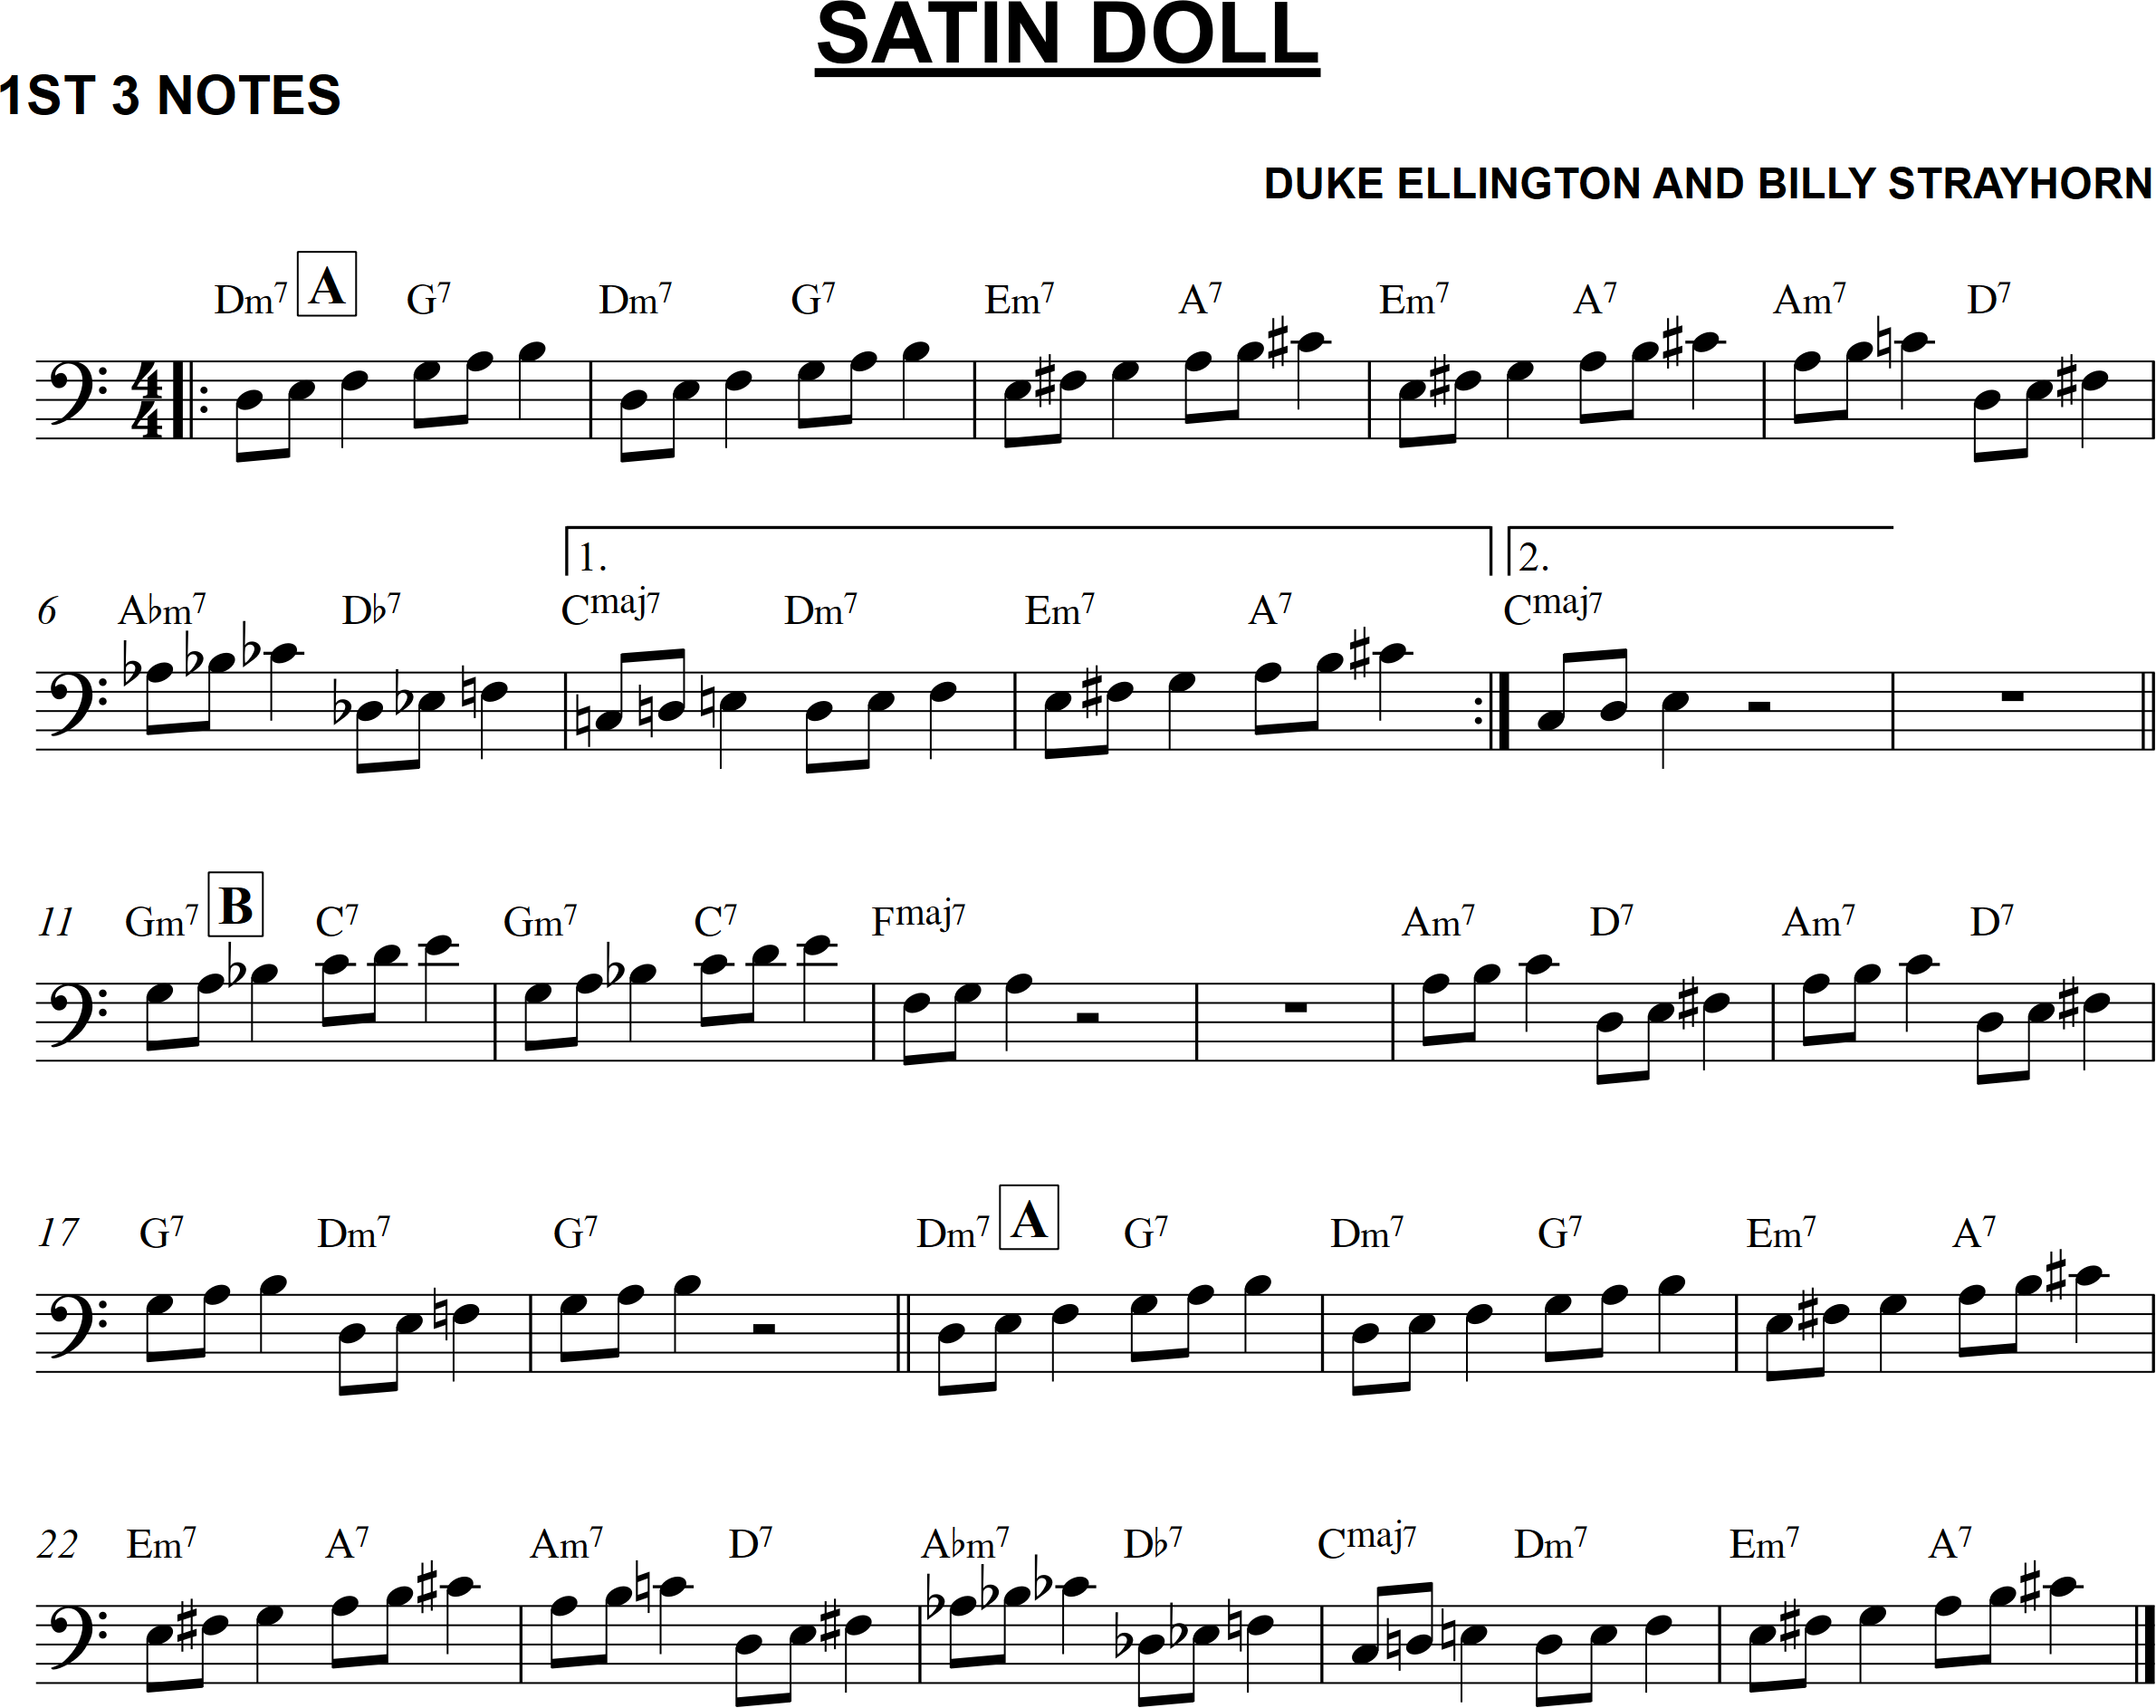 SATIN DOLL
1ST 3 NOTES
DUKE ELLINGTON AND BILLY STRAYHORN
Dm7 A G7 Dm7 G7 Em7 A7 Em7 A7 Am7 D7
4
4
1. 2.
6 A♭m7 D♭7 Cmaj7 Dm7 Em7 A7 Cmaj7
11 Gm7 B C7 Gm7 C7 Fmaj7 Am7 D7 Am7 D7
17 G7 Dm7 G7 Dm7 A G7 Dm7 G7 Em7 A7
22 Em7 A7 Am7 D7 A♭m7 D♭7 Cmaj7 Dm7 Em7 A7